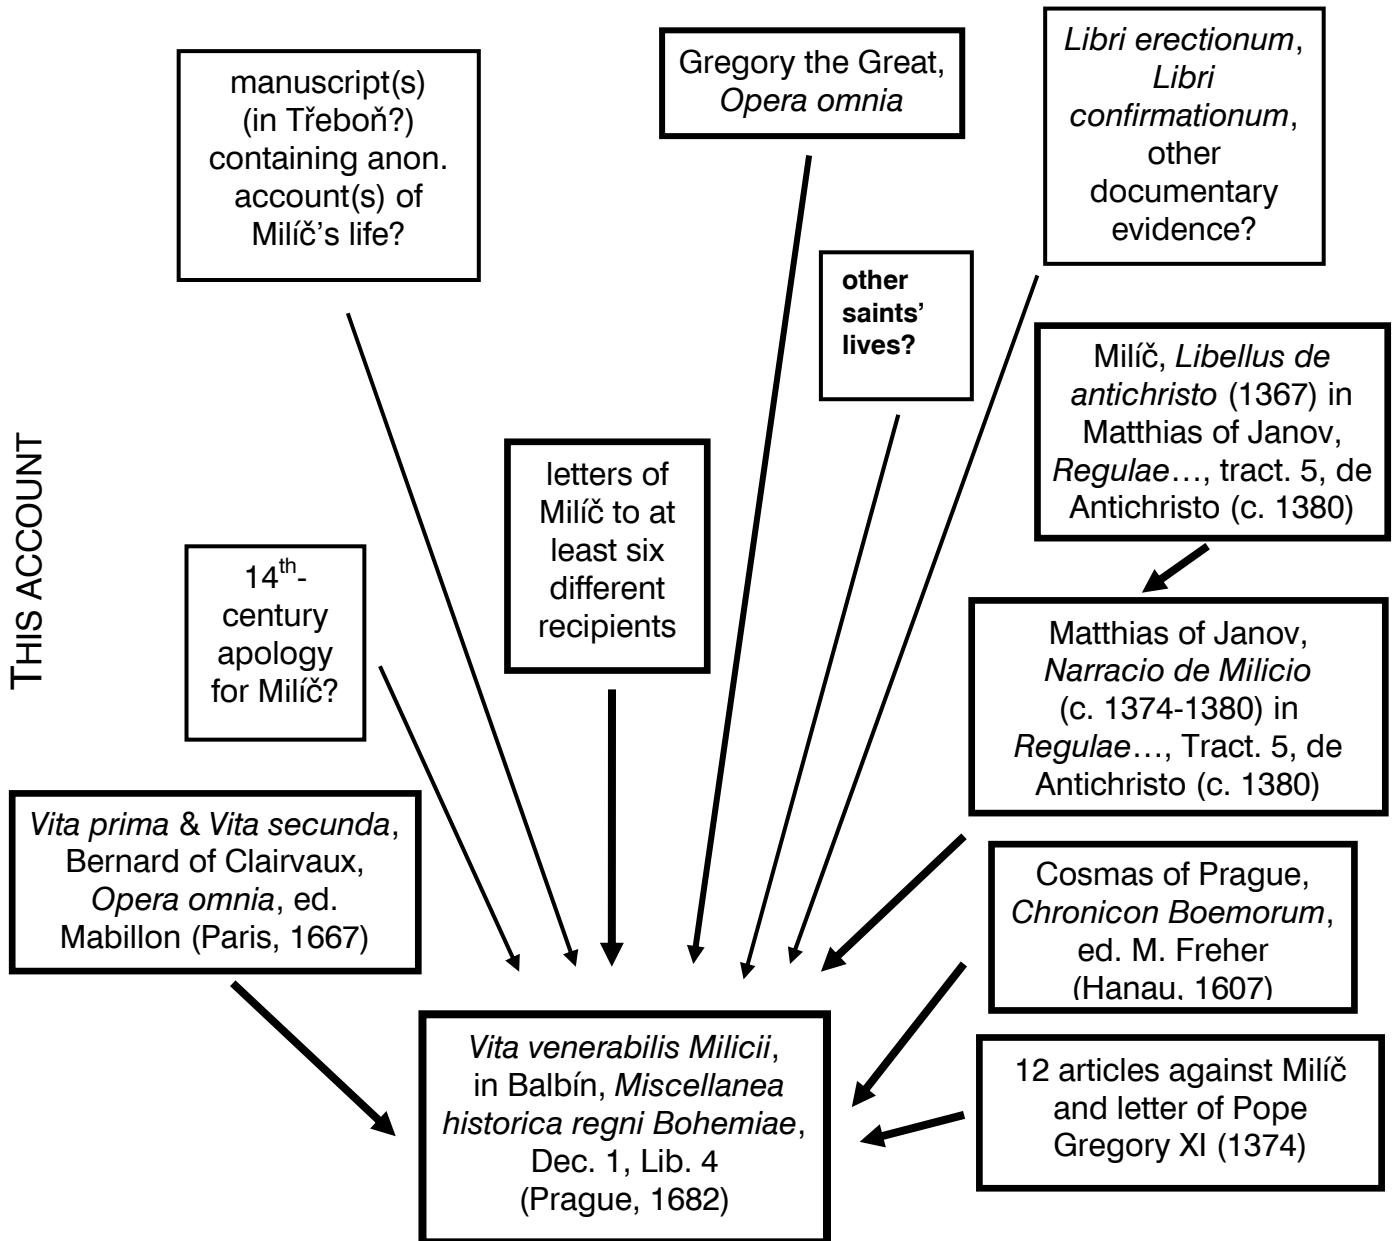 THIS ACCOUNT
manuscript(s)
(in Třeboň?)
containing anon.
account(s) of
Milíč’s life?
Gregory the Great,
Opera omnia
Libri erectionum,
Libri
confirmationum,
other
documentary
evidence?
other
saints’
lives?
Milíč, Libellus de
antichristo (1367) in
Matthias of Janov,
Regulae…, tract. 5, de
Antichristo (c. 1380)
letters of
Milíč to at
least six
different
recipients
14th-
century
apology
for Milíč?
Matthias of Janov,
Narracio de Milicio
(c. 1374-1380) in
Regulae…, Tract. 5, de
Antichristo (c. 1380)
Vita prima & Vita secunda,
Bernard of Clairvaux,
Opera omnia, ed.
Mabillon (Paris, 1667)
Cosmas of Prague,
Chronicon Boemorum,
ed. M. Freher
(Hanau, 1607)
Vita venerabilis Milicii,
in Balbín, Miscellanea
historica regni Bohemiae,
Dec. 1, Lib. 4
(Prague, 1682)
12 articles against Milíč
and letter of Pope
Gregory XI (1374)